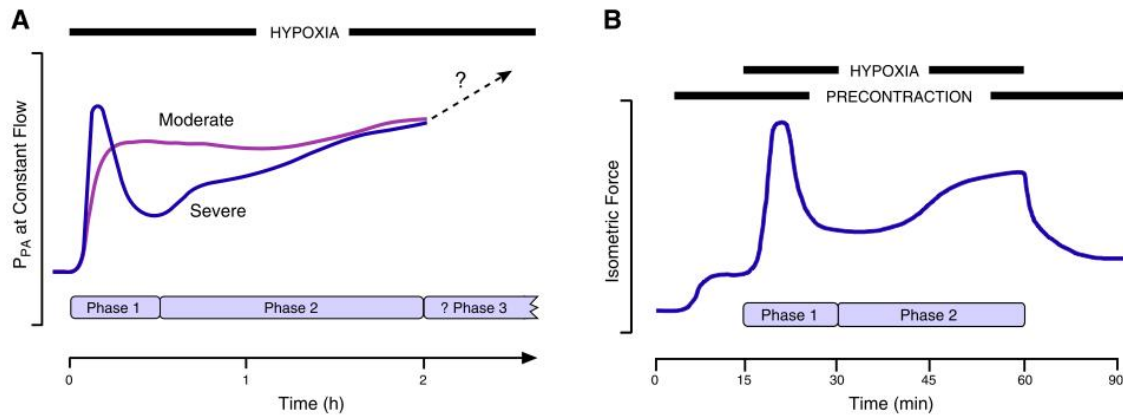 A
HYPOXIA
P_PA at Constant Flow
?
Moderate
Severe
Phase 1
Phase 2
? Phase 3
0
1
2
Time (h)
B
HYPOXIA
PRECONTRACTION
Isometric Force
Phase 1
Phase 2
0
15
30
45
60
90
Time (min)